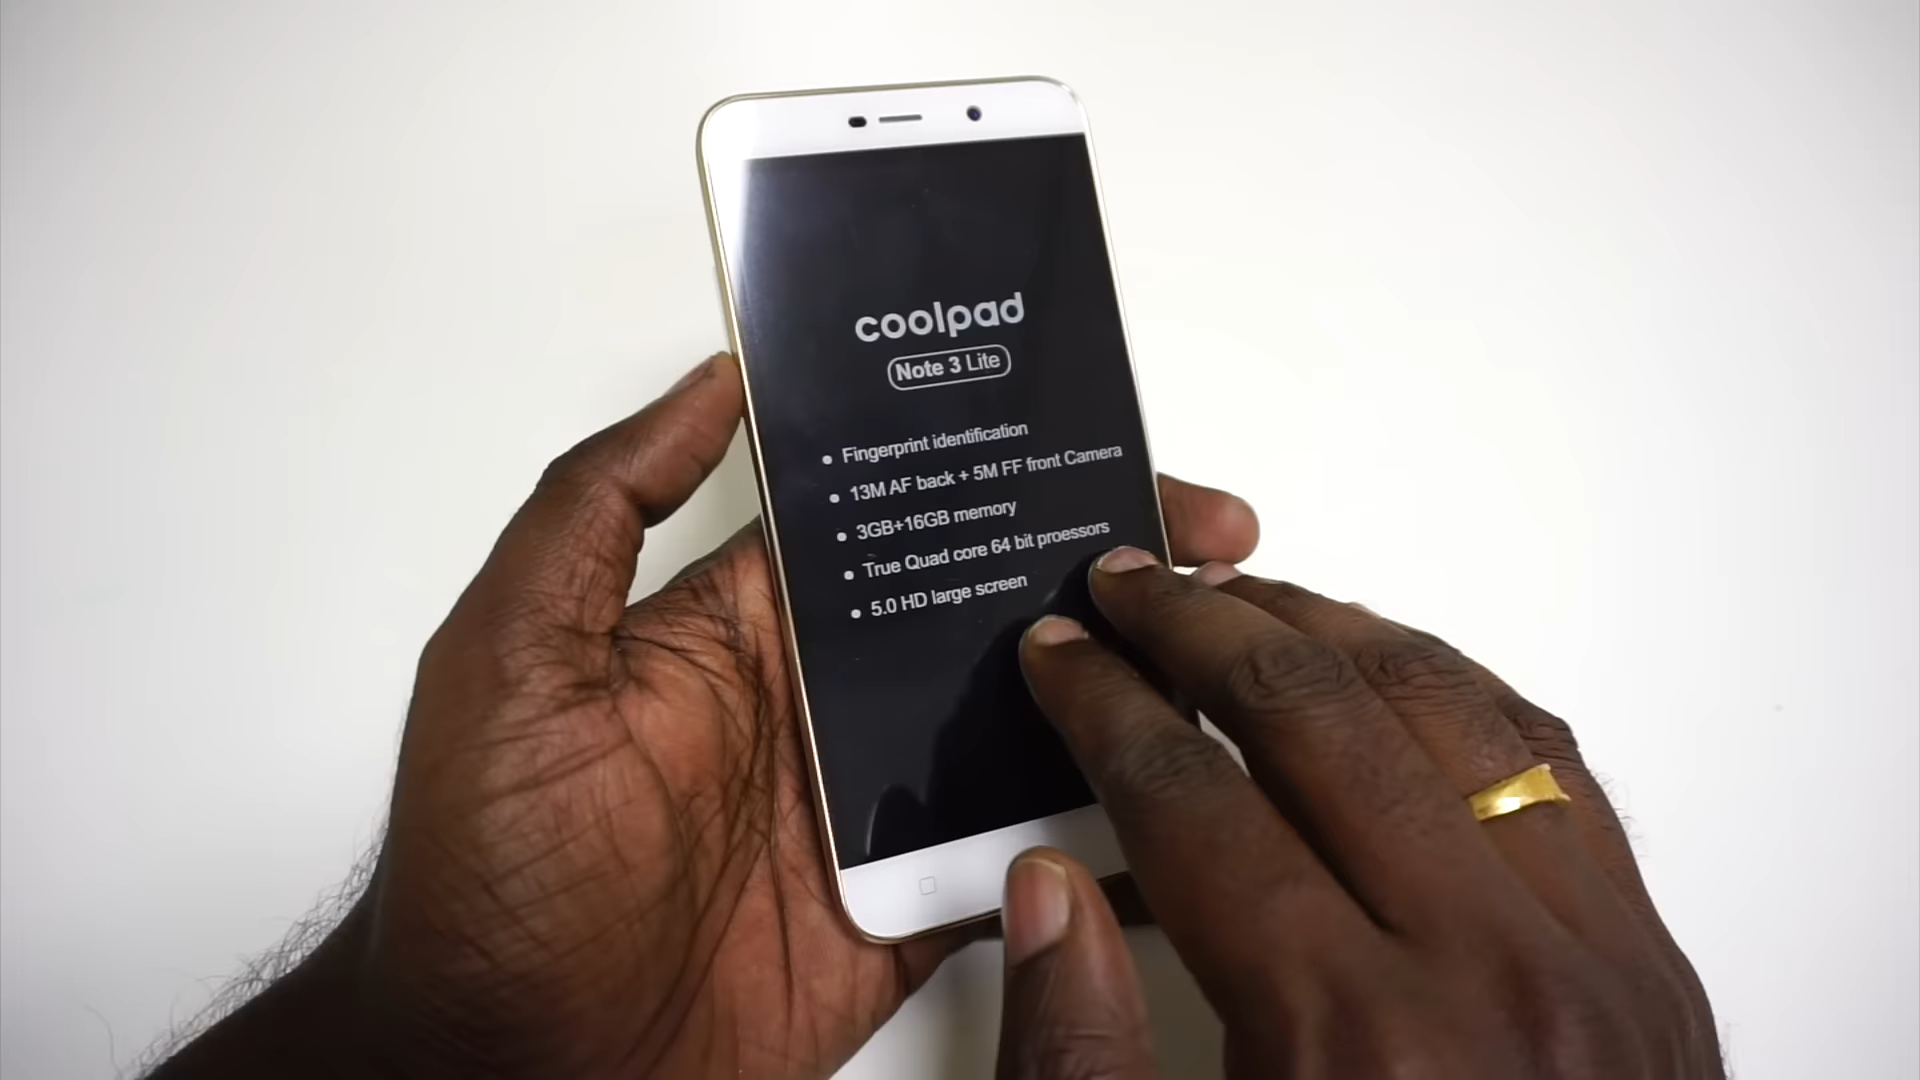 coolpad
Note 3 Lite
• Fingerprint identification
• 13M AF back + 5M FF front Camera
• 3GB+16GB memory
• True Quad core 64 bit proessors
• 5.0 HD large screen